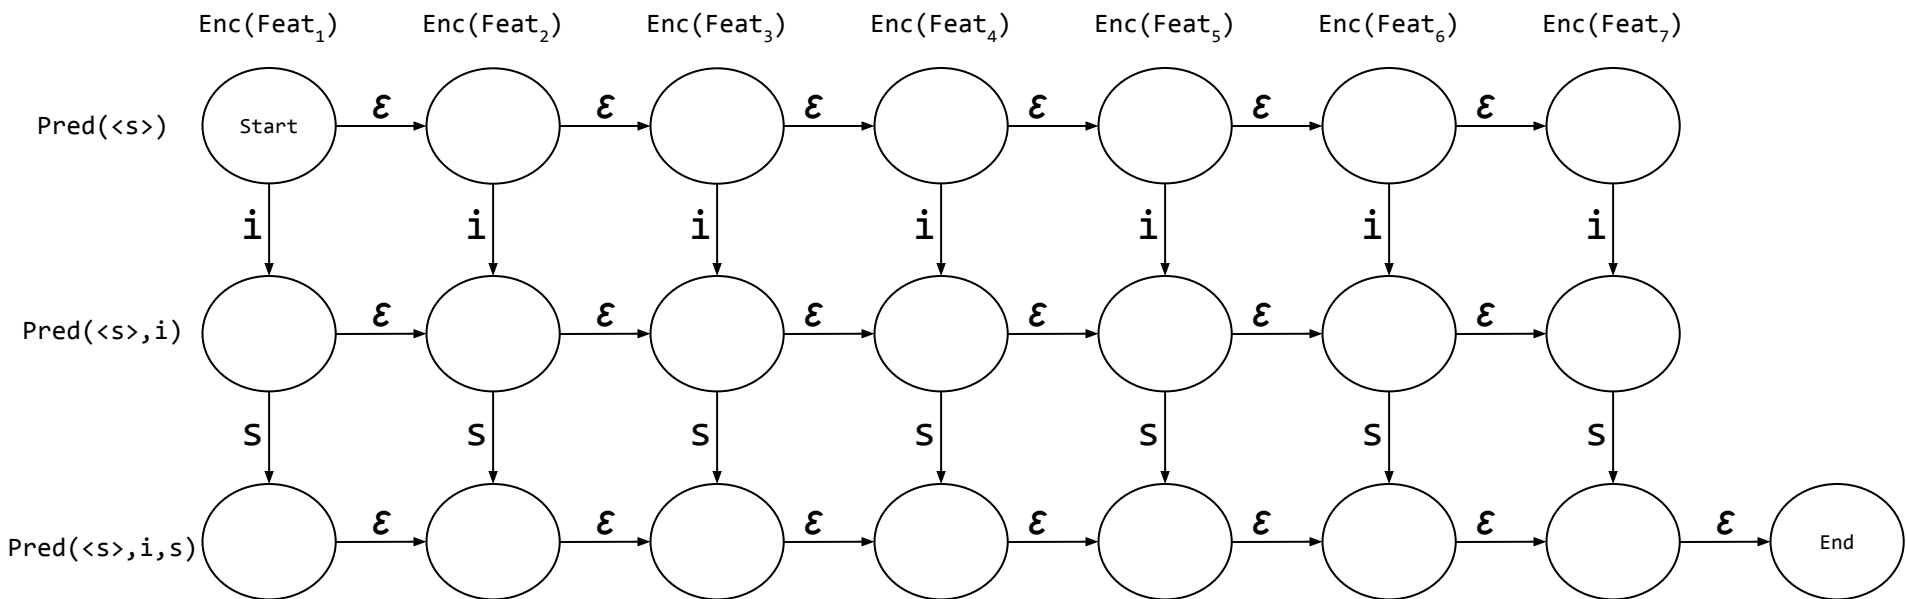 Enc(Feat₁) Enc(Feat₂) Enc(Feat₃) Enc(Feat₄) Enc(Feat₅) Enc(Feat₆) Enc(Feat₇)
Pred(<s>) Start ε ε ε ε ε ε
i i i i i i i
Pred(<s>,i) ε ε ε ε ε ε
s s s s s s s
Pred(<s>,i,s) ε ε ε ε ε ε ε End